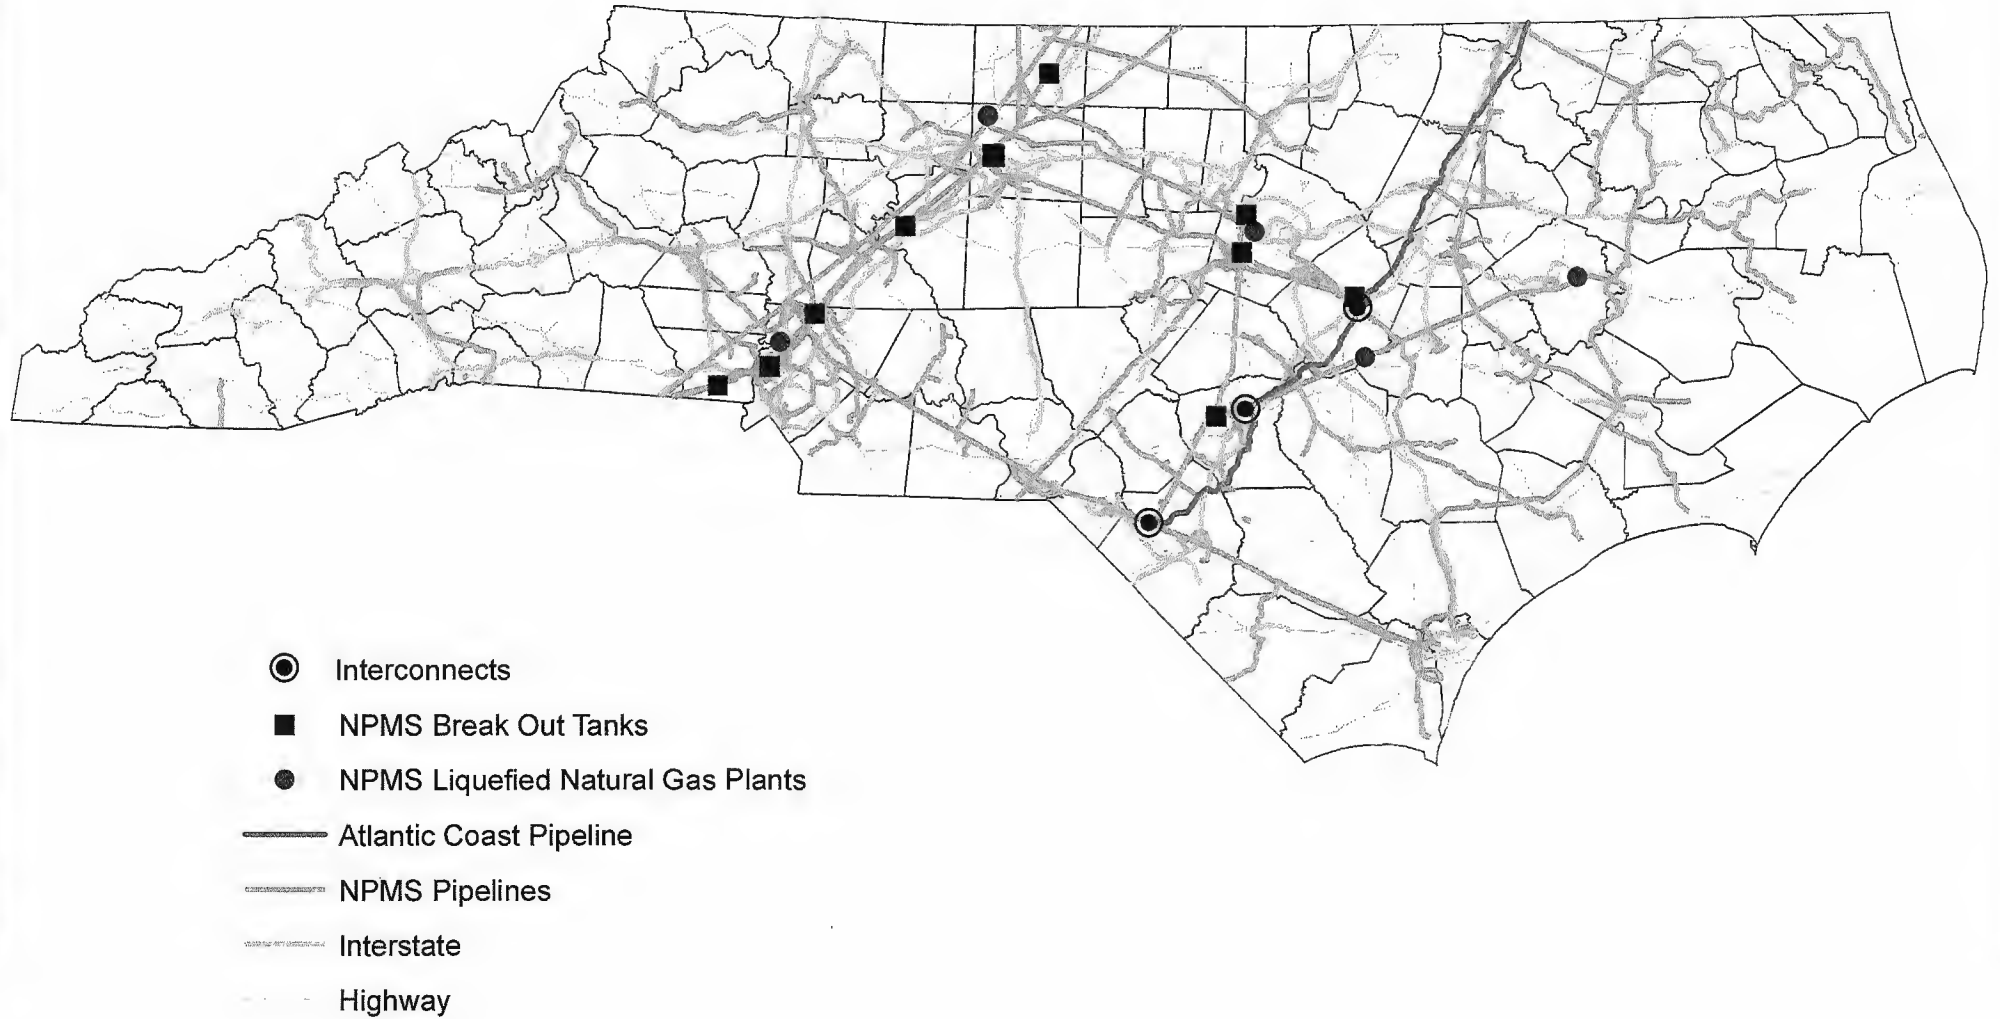 Interconnects
NPMS Break Out Tanks
NPMS Liquefied Natural Gas Plants
Atlantic Coast Pipeline
NPMS Pipelines
Interstate
Highway